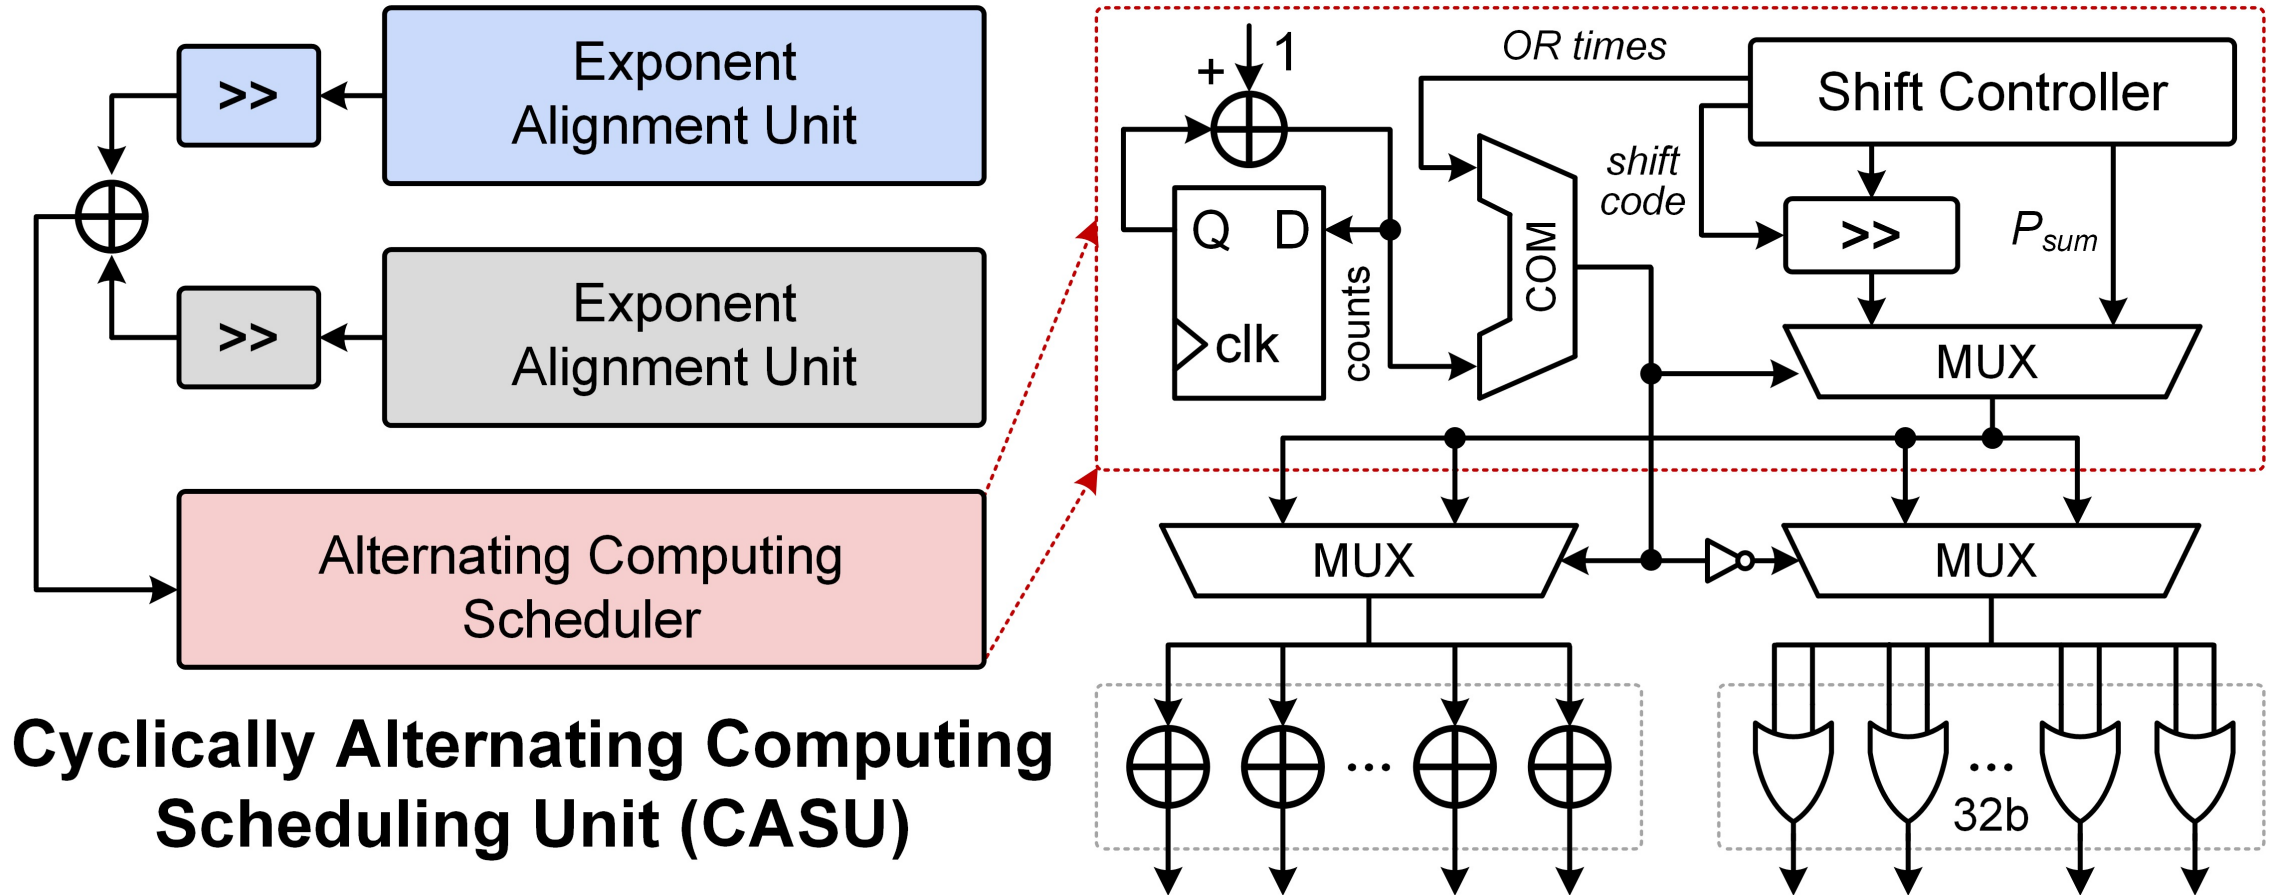 Exponent
Alignment Unit
>>
Exponent
Alignment Unit
>>
Alternating Computing
Scheduler
Cyclically Alternating Computing
Scheduling Unit (CASU)
+ 1
OR times
Shift Controller
shift
code
>>
Psum
Q D
clk
counts
COM
MUX
MUX
MUX
...
...
32b